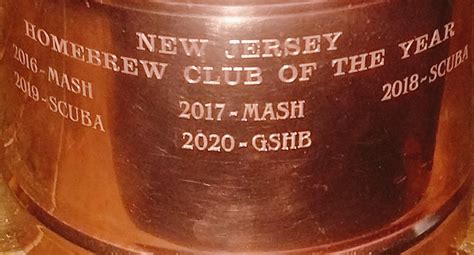 NEW JERSEY
HOMEBREW CLUB OF THE YEAR
2016-MASH
2019-SCUBA
2017-MASH
2020-GSHB
2018-SCUBA